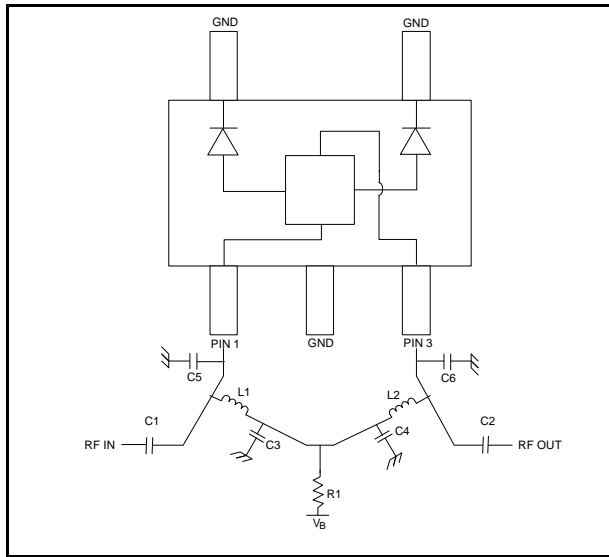 GND GND
PIN 1 GND PIN 3
C5 C6
L1 L2
C1 C3 C4 C2
RF IN RF OUT
R1
VB